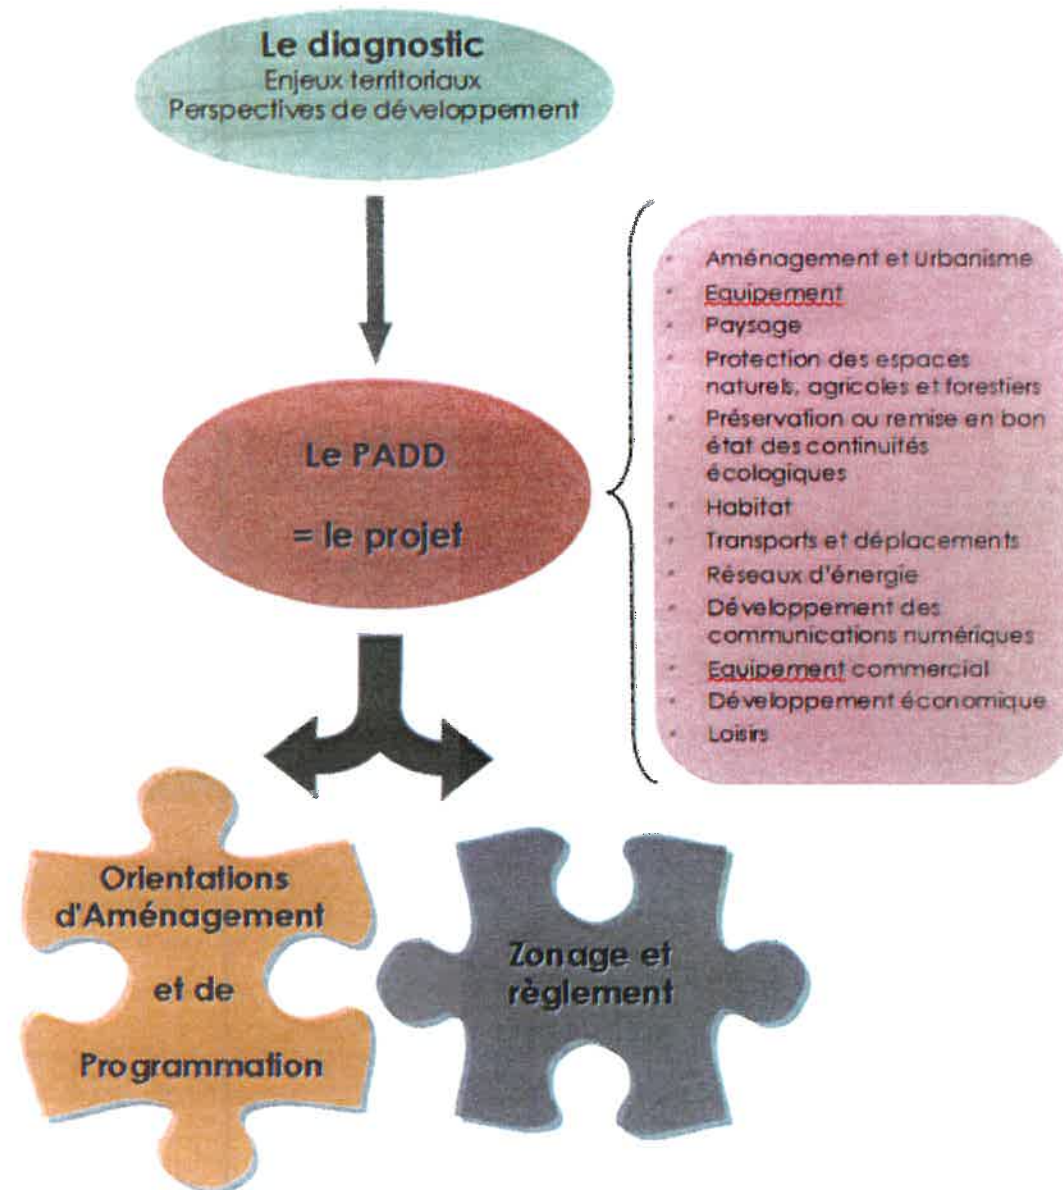 Le diagnostic
Enjeux territoriaux
Perspectives de développement
Le PADD
= le projet
Aménagement et Urbanisme
Equipement
Paysage
Protection des espaces
naturels, agricoles et forestiers
Préservation ou remise en bon
état des continuités
écologiques
Habitat
Transports et déplacements
Réseaux d'énergie
Développement des
communications numériques
Equipement commercial
Développement économique
Loisirs
Orientations
d'Aménagement
et de
Programmation
Zonage et
règlement